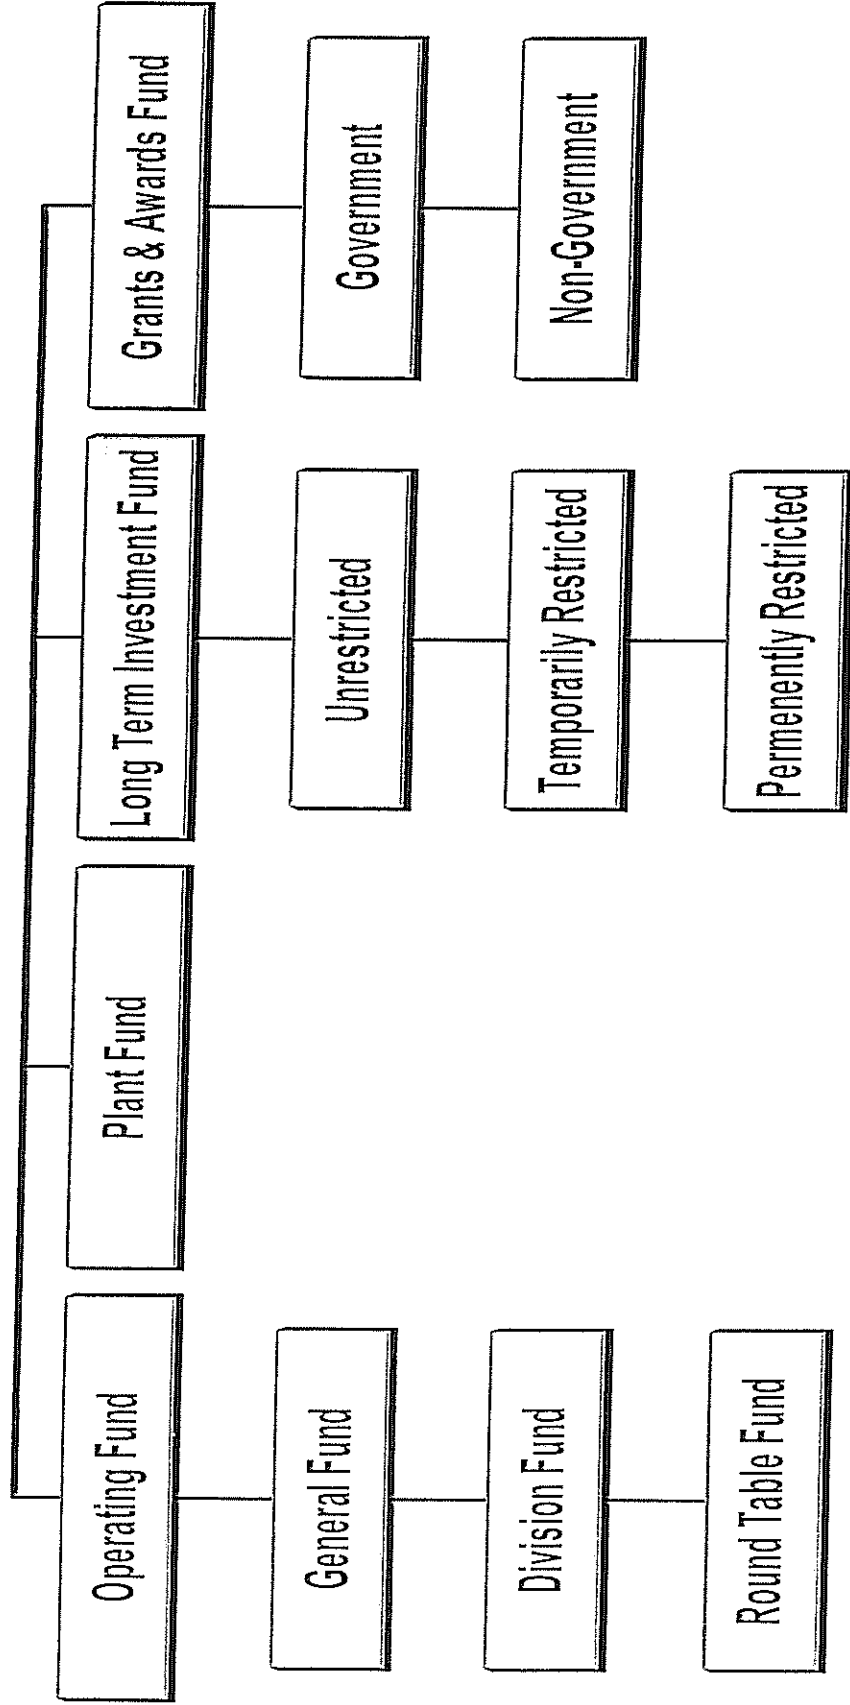 Operating Fund
General Fund
Division Fund
Round Table Fund
Plant Fund
Long Term Investment Fund
Unrestricted
Temporarily Restricted
Permenently Restricted
Grants & Awards Fund
Government
Non-Government